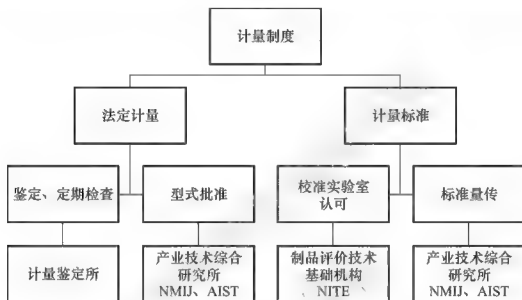 计量制度
法定计量
计量标准
鉴定、定期检查
型式批准
校准实验室
认可
标准量传
计量鉴定所
产业技术综合
研究所
NMIJ、AIST
制品评价技术
基础机构
NITE
产业技术综合
研究所
NMIJ、AIST